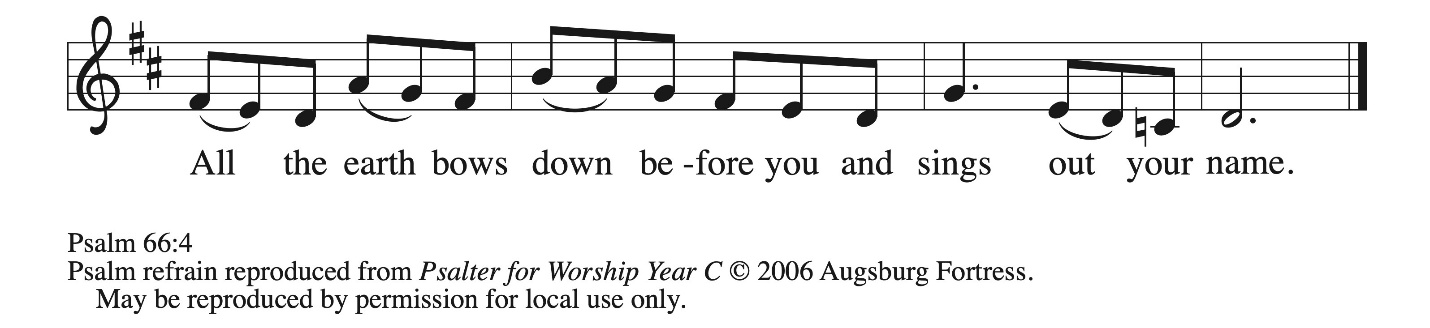 All the earth bows down be -fore you and sings out your name.
Psalm 66:4
Psalm refrain reproduced from Psalter for Worship Year C © 2006 Augsburg Fortress.
May be reproduced by permission for local use only.